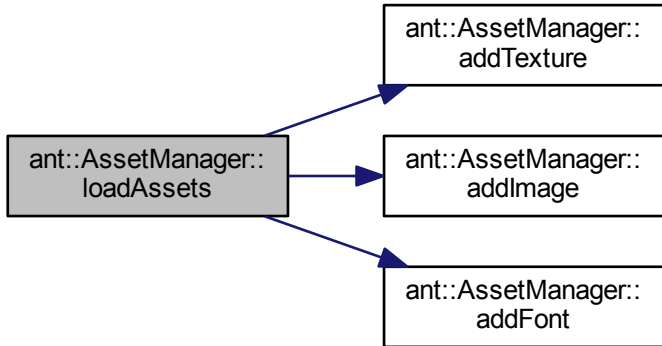 ant::AssetManager::
addTexture
ant::AssetManager::
loadAssets
ant::AssetManager::
addImage
ant::AssetManager::
addFont